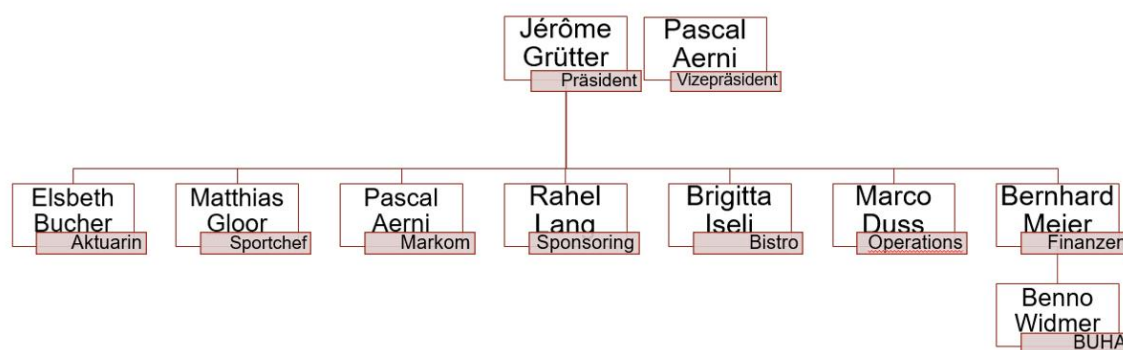 Jérôme
Grütter
Präsident
Pascal
Aerni
Vizepräsident
Elsbeth
Bucher
Aktuarin
Matthias
Gloor
Sportchef
Pascal
Aerni
Markom
Rahel
Lang
Sponsoring
Brigitta
Iseli
Bistro
Marco
Duss
Operations
Bernhard
Meier
Finanzen
Benno
Widmer
BUHA